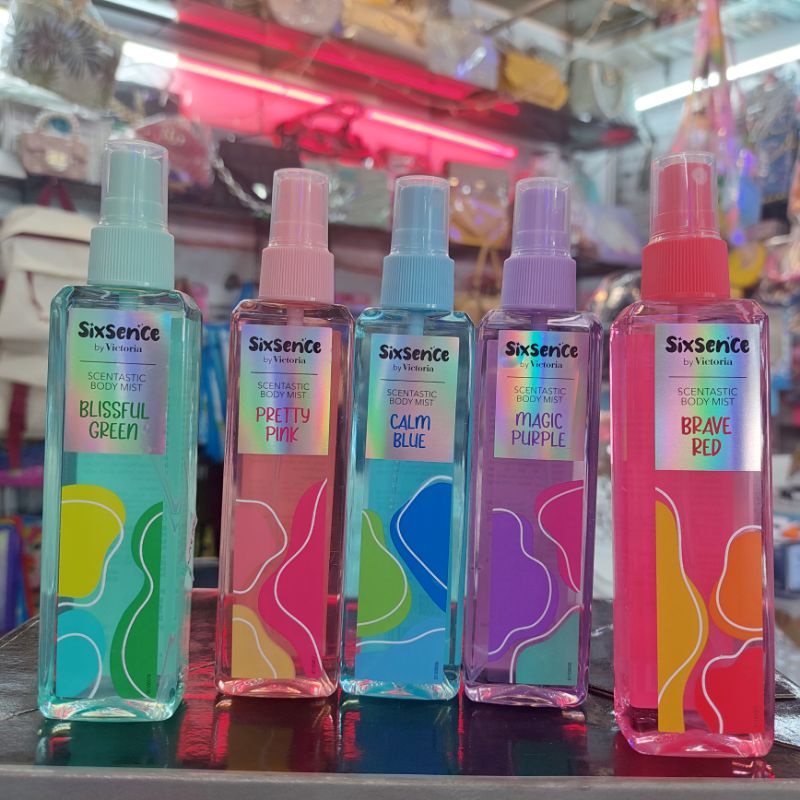 SixSence
by Victoria
SCENTASTIC
BODY MIST
BLISSFUL
GREEN
SixSence
by Victoria
SCENTASTIC
BODY MIST
PRETTY
PINK
SixSence
by Victoria
SCENTASTIC
BODY MIST
CALM
BLUE
SixSence
by Victoria
SCENTASTIC
BODY MIST
MAGIC
PURPLE
SixSence
by Victoria
SCENTASTIC
BODY MIST
BRAVE
RED